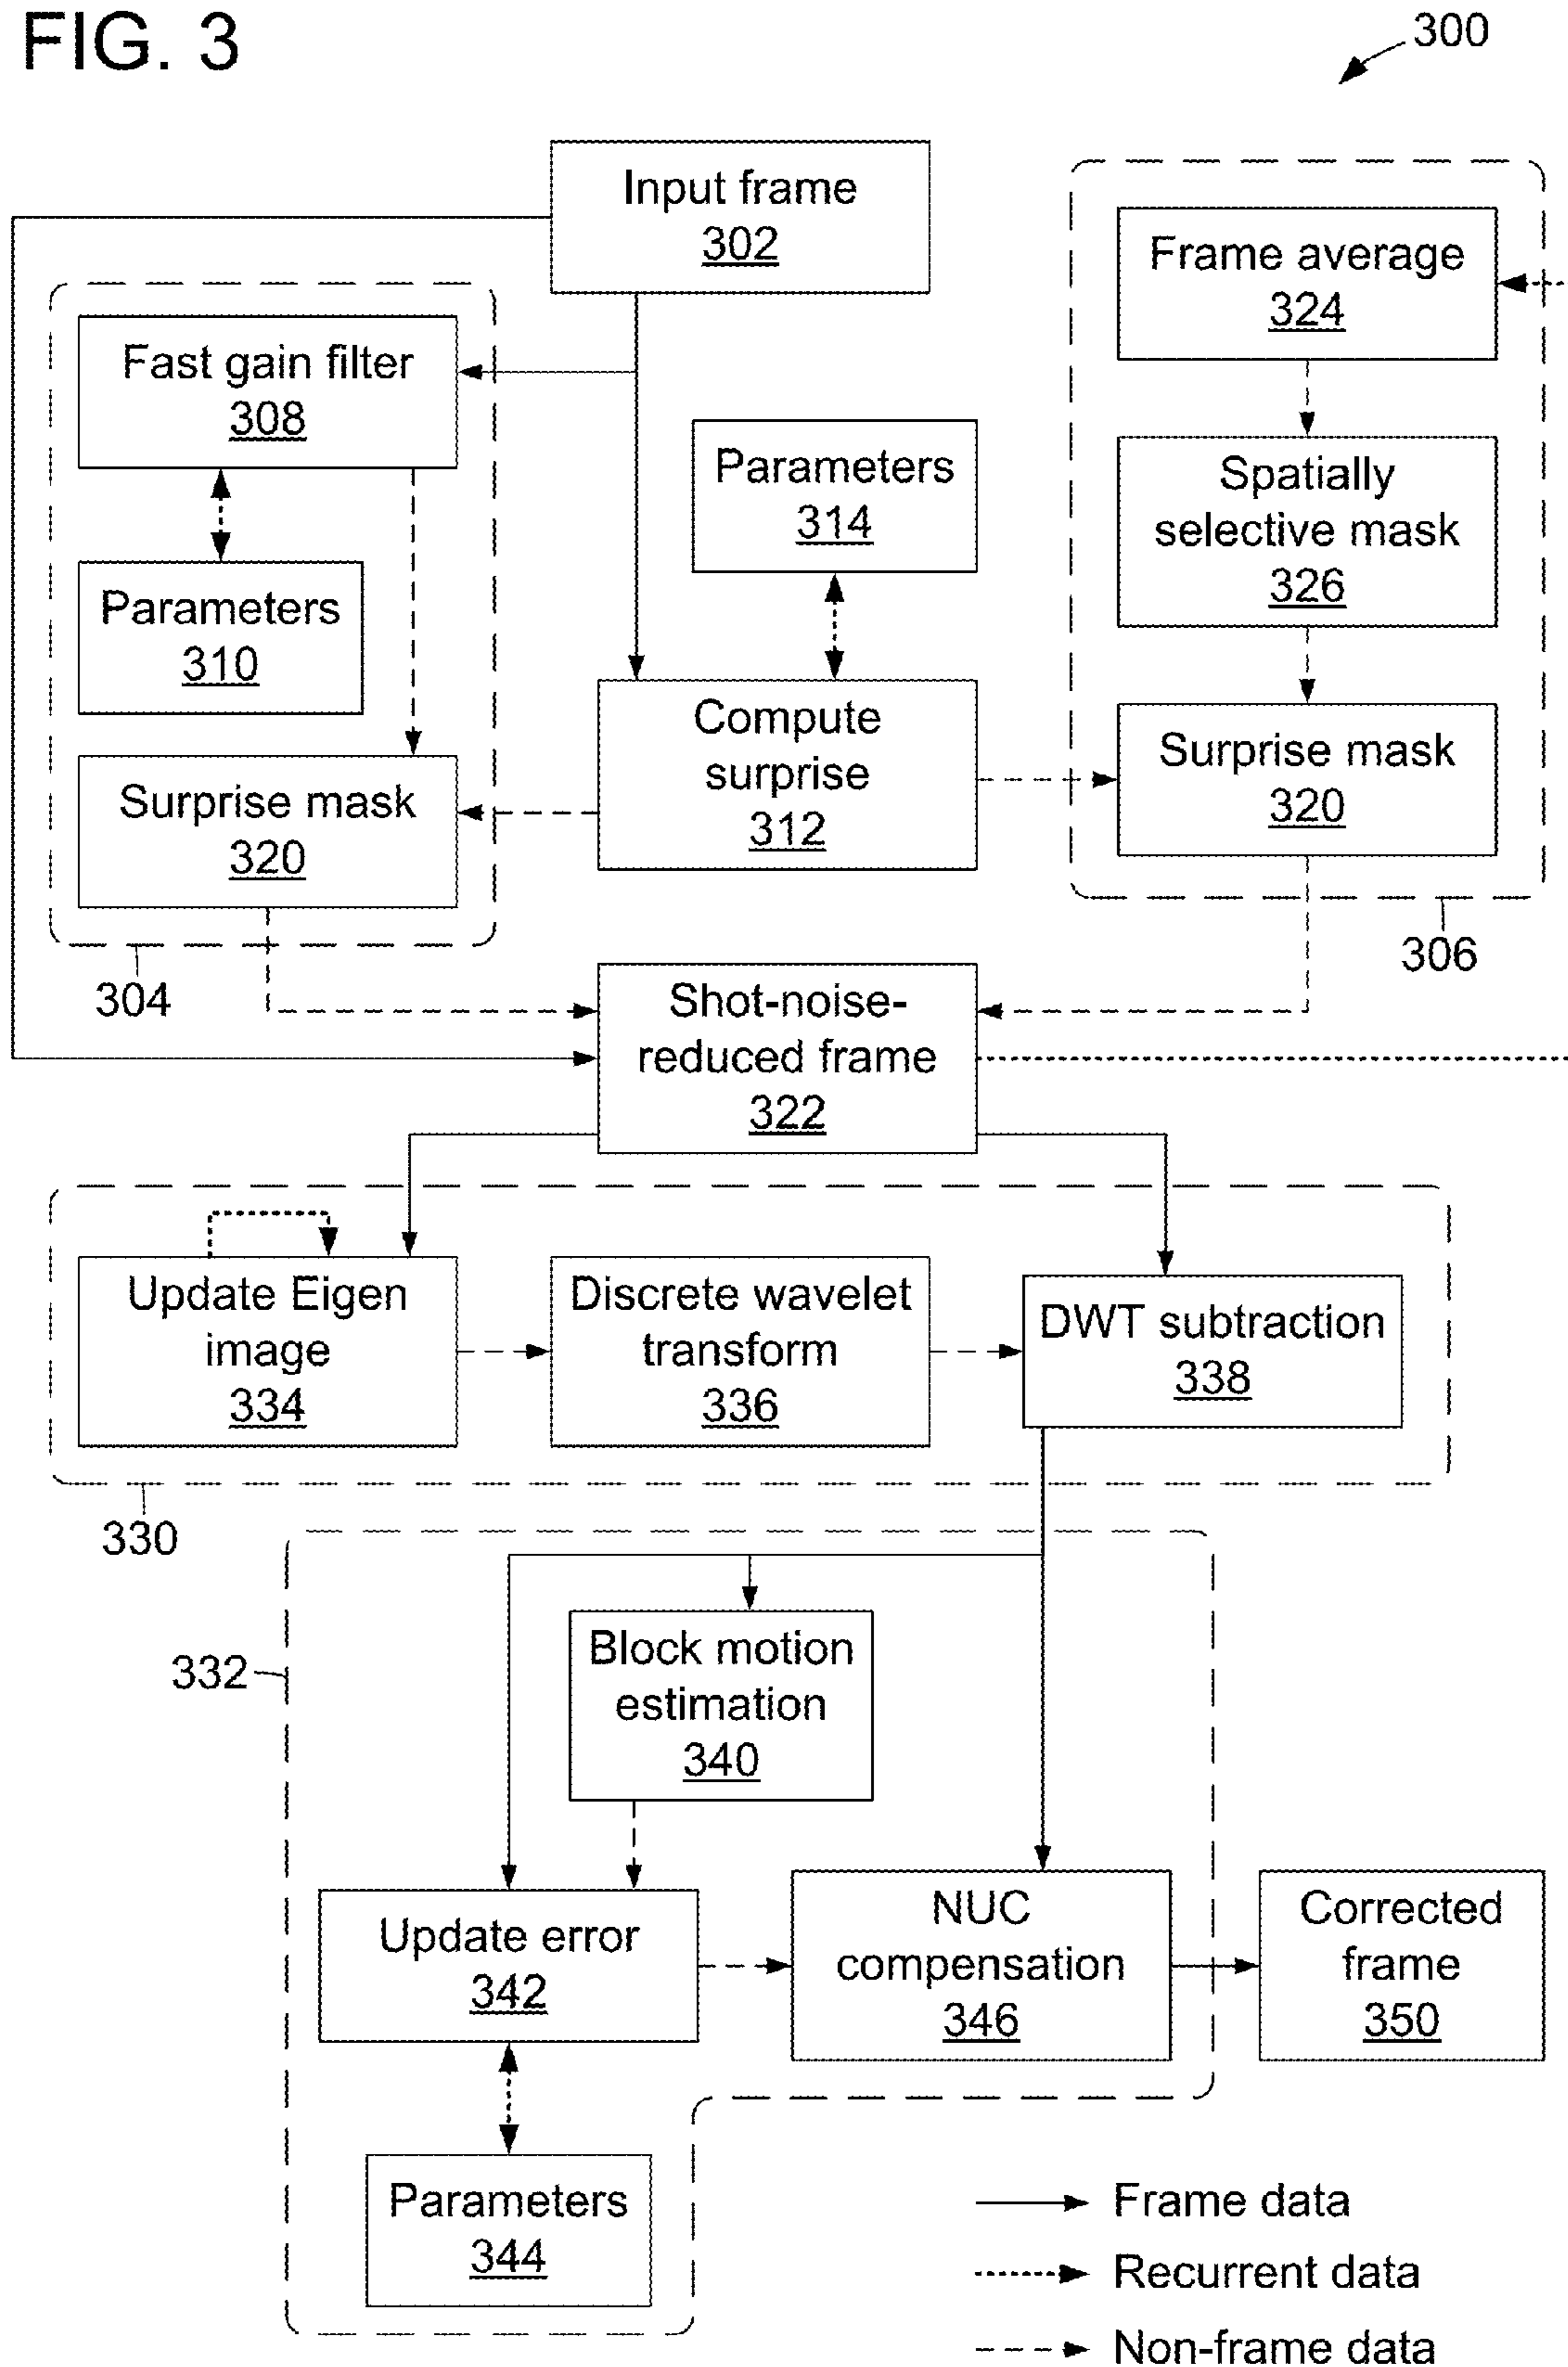 FIG. 3
300
Input frame
302
Frame average
324
Fast gain filter
308
Parameters
314
Spatially
selective mask
326
Parameters
310
Compute
surprise
312
Surprise mask
320
Surprise mask
320
306
304
Shot-noise-
reduced frame
322
Update Eigen
image
334
Discrete wavelet
transform
336
DWT subtraction
338
330
332
Block motion
estimation
340
Update error
342
NUC
compensation
346
Corrected
frame
350
Parameters
344
Frame data
Recurrent data
Non-frame data